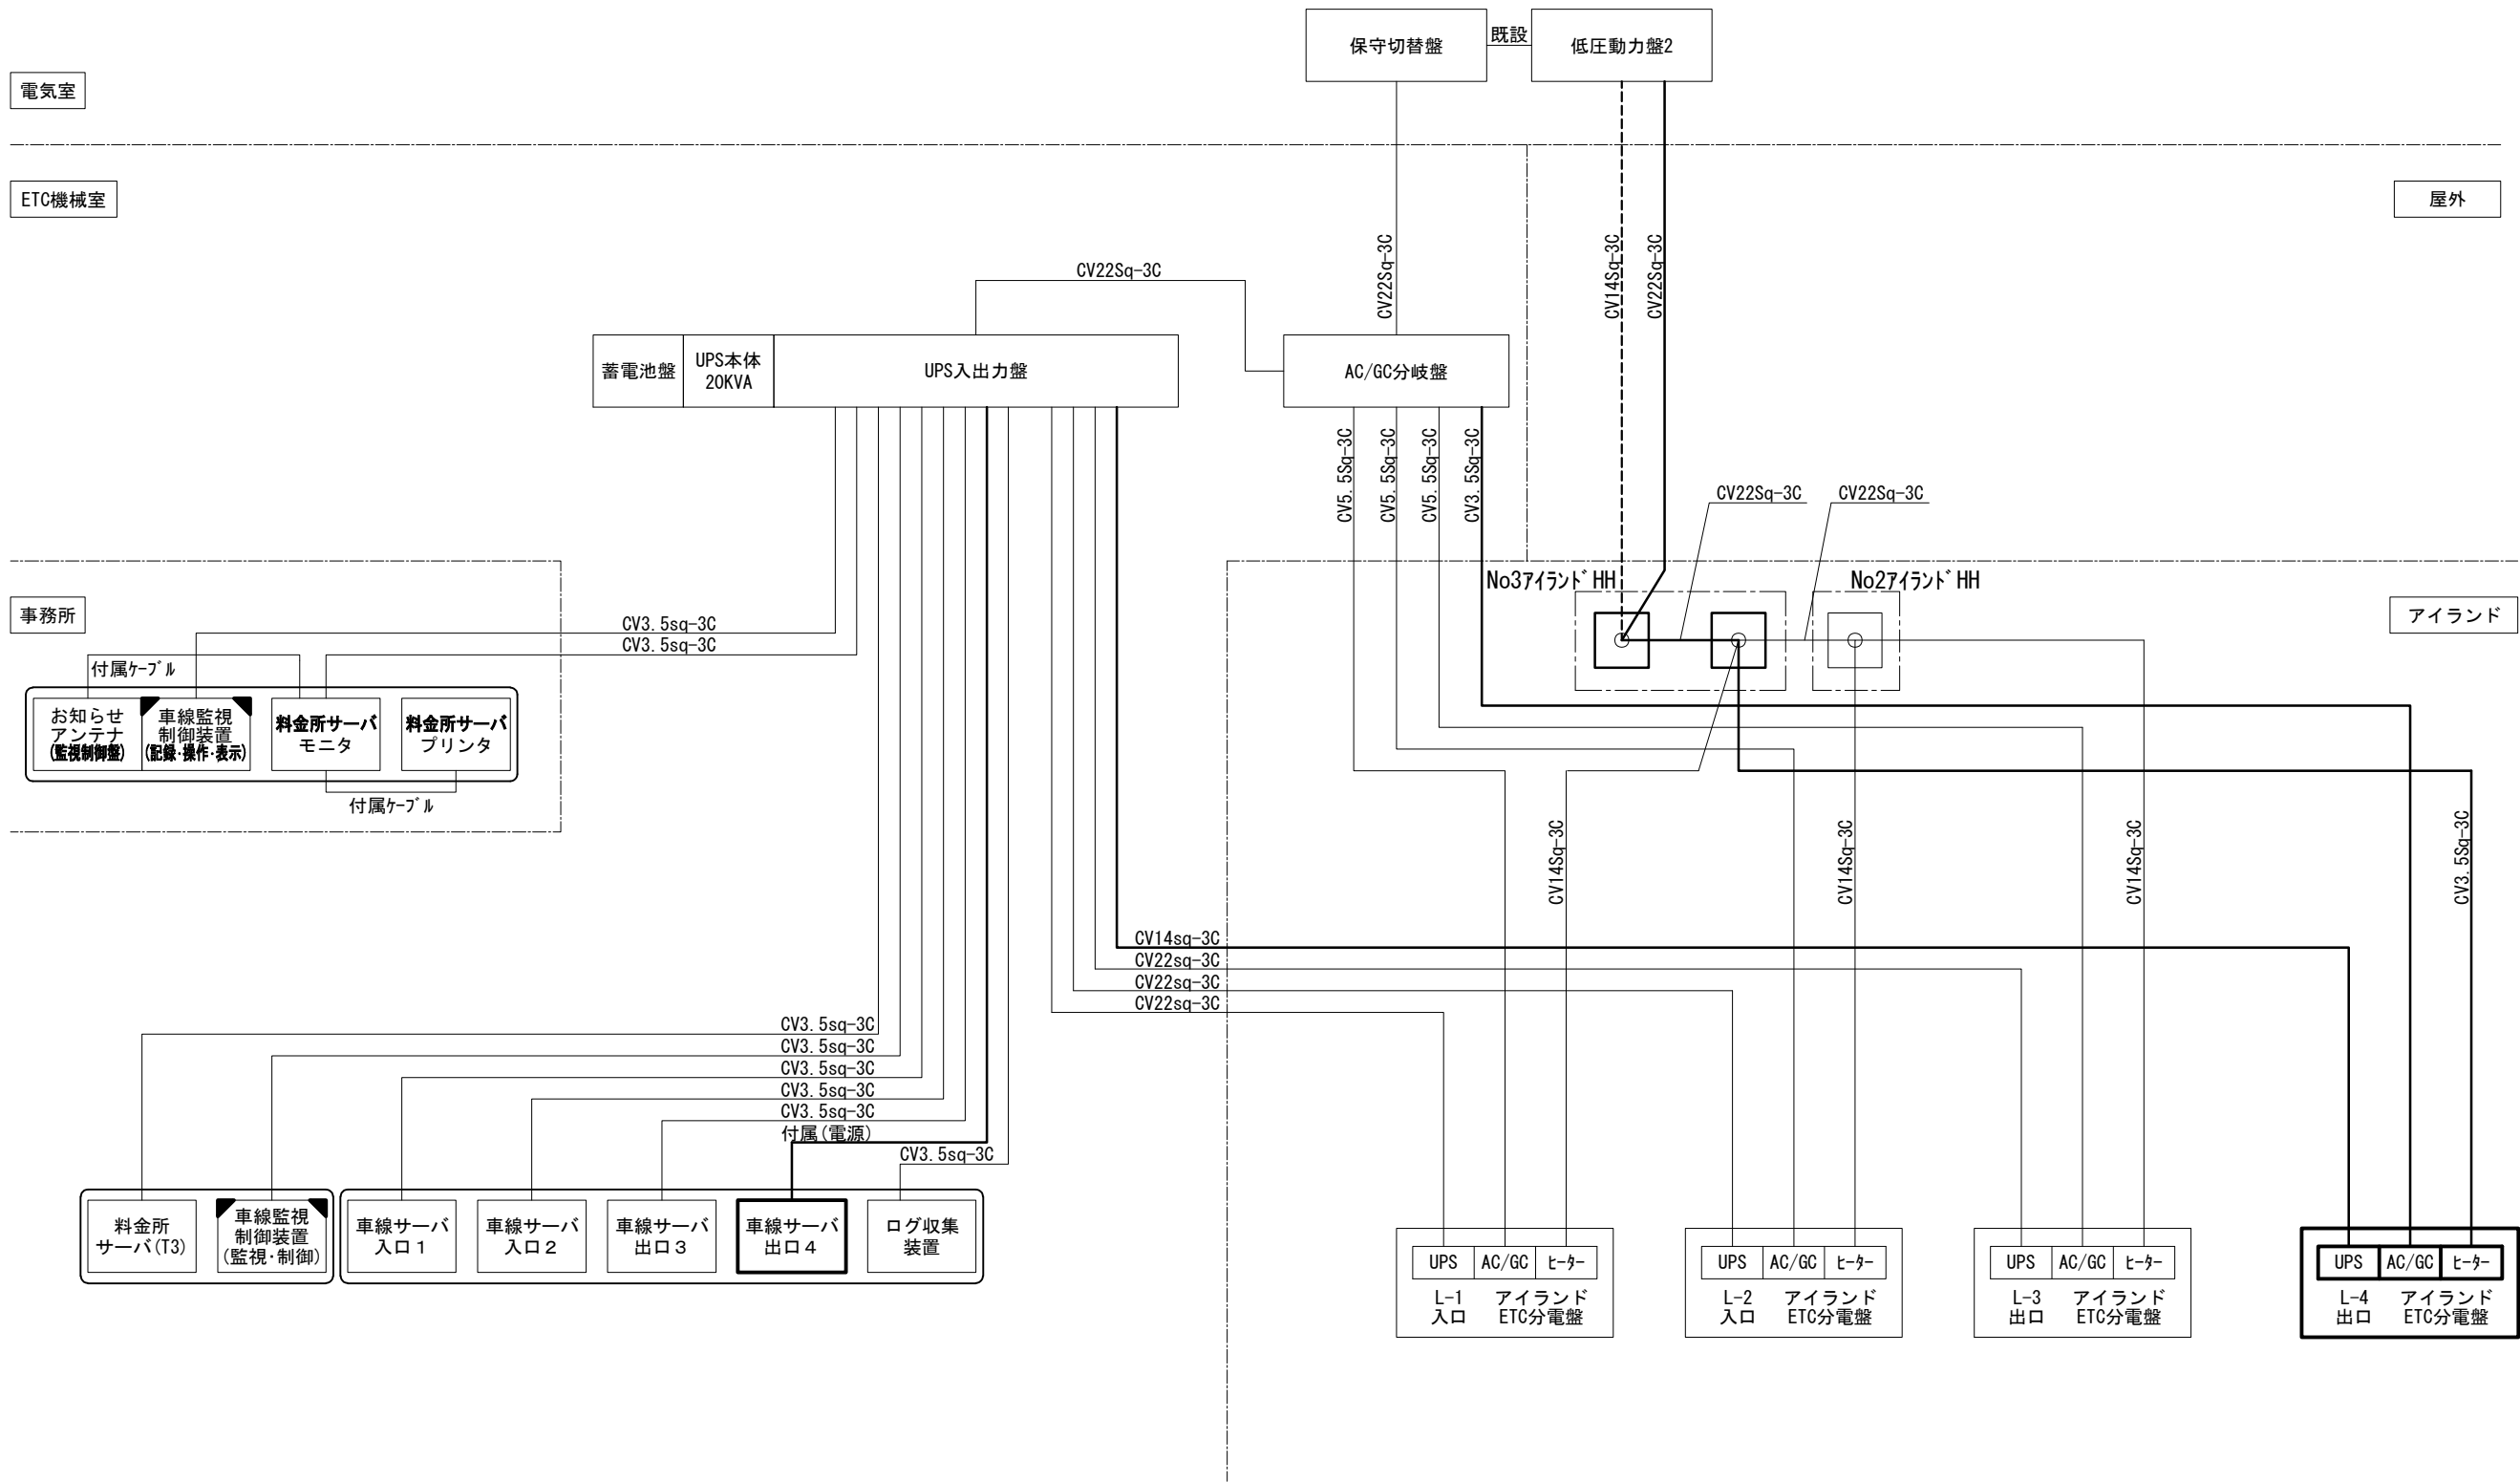 保守切替盤
既設
低圧動力盤2
電気室
ETC機械室
屋外
CV22Sq-3C
CV14Sq-3C
CV22Sq-3C
CV22Sq-3C
蓄電池盤
UPS本体
20KVA
UPS入出力盤
AC/GC分岐盤
CV5.5Sq-3C
CV5.5Sq-3C
CV5.5Sq-3C
CV3.5Sq-3C
CV22Sq-3C
CV22Sq-3C
No3アイランドHH
No2アイランドHH
事務所
アイランド
CV3.5sq-3C
CV3.5sq-3C
付属ケーブル
お知らせ
アンテナ
(監視制御盤)
車線監視
制御装置
(記録･操作･表示)
料金所サーバ
モニタ
料金所サーバ
プリンタ
付属ケーブル
CV14Sq-3C
CV14Sq-3C
CV14Sq-3C
CV3.5Sq-3C
CV14sq-3C
CV22sq-3C
CV22sq-3C
CV22sq-3C
CV3.5sq-3C
CV3.5sq-3C
CV3.5sq-3C
CV3.5sq-3C
CV3.5sq-3C
付属(電源)
CV3.5sq-3C
料金所
サーバ(T3)
車線監視
制御装置
(監視･制御)
車線サーバ
入口１
車線サーバ
入口２
車線サーバ
出口３
車線サーバ
出口４
ログ収集
装置
UPS AC/GC ヒーター
L-1 アイランド
入口 ETC分電盤
UPS AC/GC ヒーター
L-2 アイランド
入口 ETC分電盤
UPS AC/GC ヒーター
L-3 アイランド
出口 ETC分電盤
UPS AC/GC ヒーター
L-4 アイランド
出口 ETC分電盤